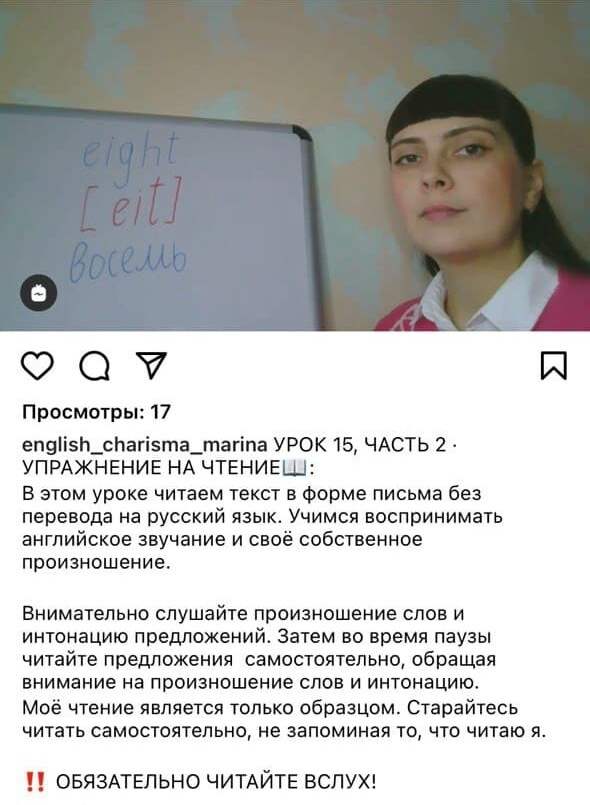 eight
[eit]
восемь
Просмотры: 17
english_charisma_marina УРОК 15, ЧАСТЬ 2 ·
УПРАЖНЕНИЕ НА ЧТЕНИЕ📖:
В этом уроке читаем текст в форме письма без
перевода на русский язык. Учимся воспринимать
английское звучание и своё собственное
произношение.
Внимательно слушайте произношение слов и
интонацию предложений. Затем во время паузы
читайте предложения самостоятельно, обращая
внимание на произношение слов и интонацию.
Моё чтение является только образцом. Старайтесь
читать самостоятельно, не запоминая то, что читаю я.
‼️ ОБЯЗАТЕЛЬНО ЧИТАЙТЕ ВСЛУХ!